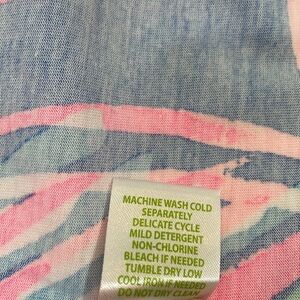 MACHINE WASH COLD
SEPARATELY
DELICATE CYCLE
MILD DETERGENT
NON-CHLORINE
BLEACH IF NEEDED
TUMBLE DRY LOW
COOL IRON IF NEEDED
DO NOT DRY CLEAN